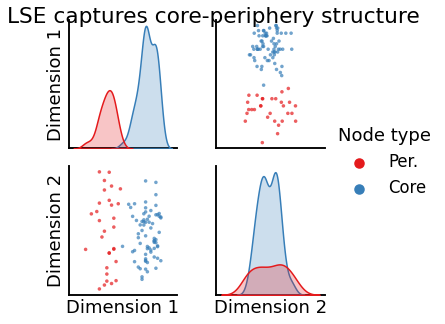 LSE captures core-periphery structure
Dimension 1
Dimension 2
Dimension 1
Dimension 2
Node type
Per.
Core